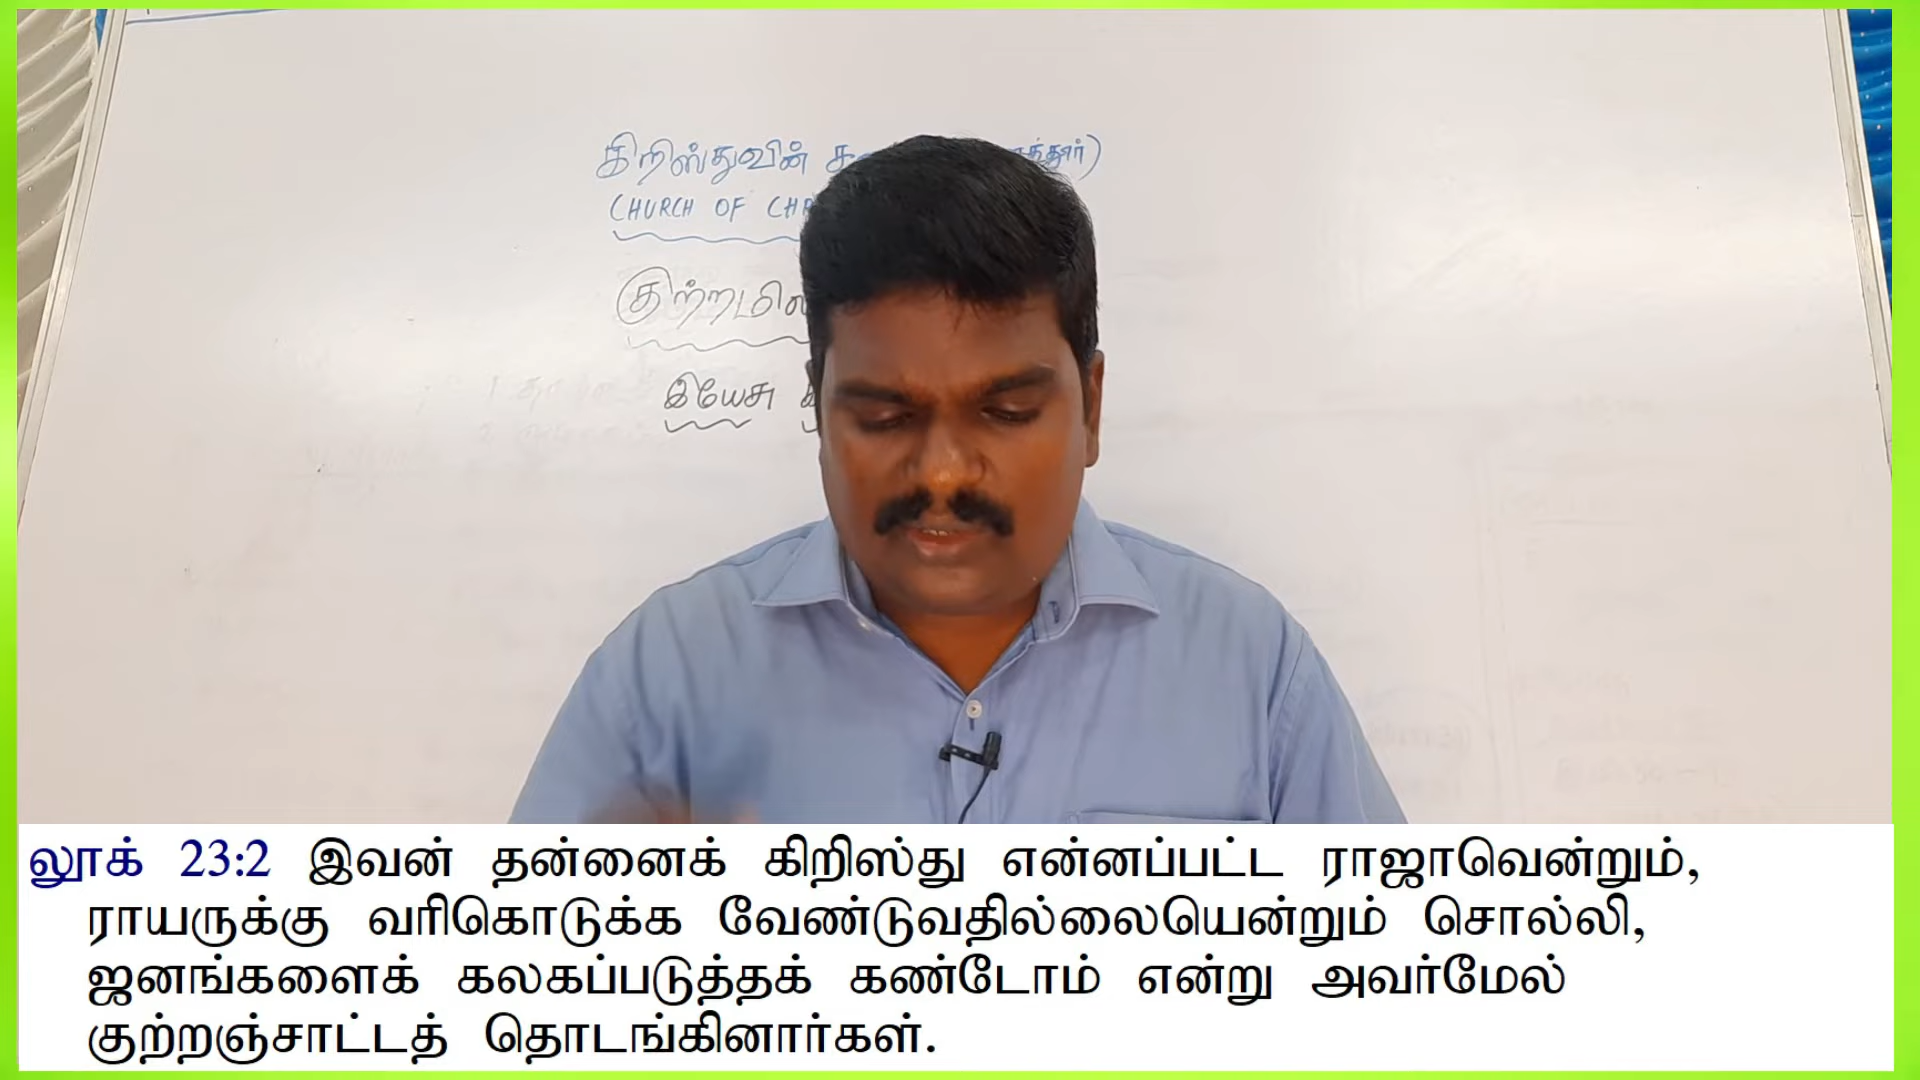 கிறிஸ்துவின்
CHURCH OF
இயேசு
லூக் 23:2 இவன் தன்னைக் கிறிஸ்து என்னப்பட்ட ராஜாவென்றும்,
ராயருக்கு வரிகொடுக்க வேண்டுவதில்லையென்றும் சொல்லி,
ஜனங்களைக் கலகப்படுத்தக் கண்டோம் என்று அவர்மேல்
குற்றஞ்சாட்டத் தொடங்கினார்கள்.